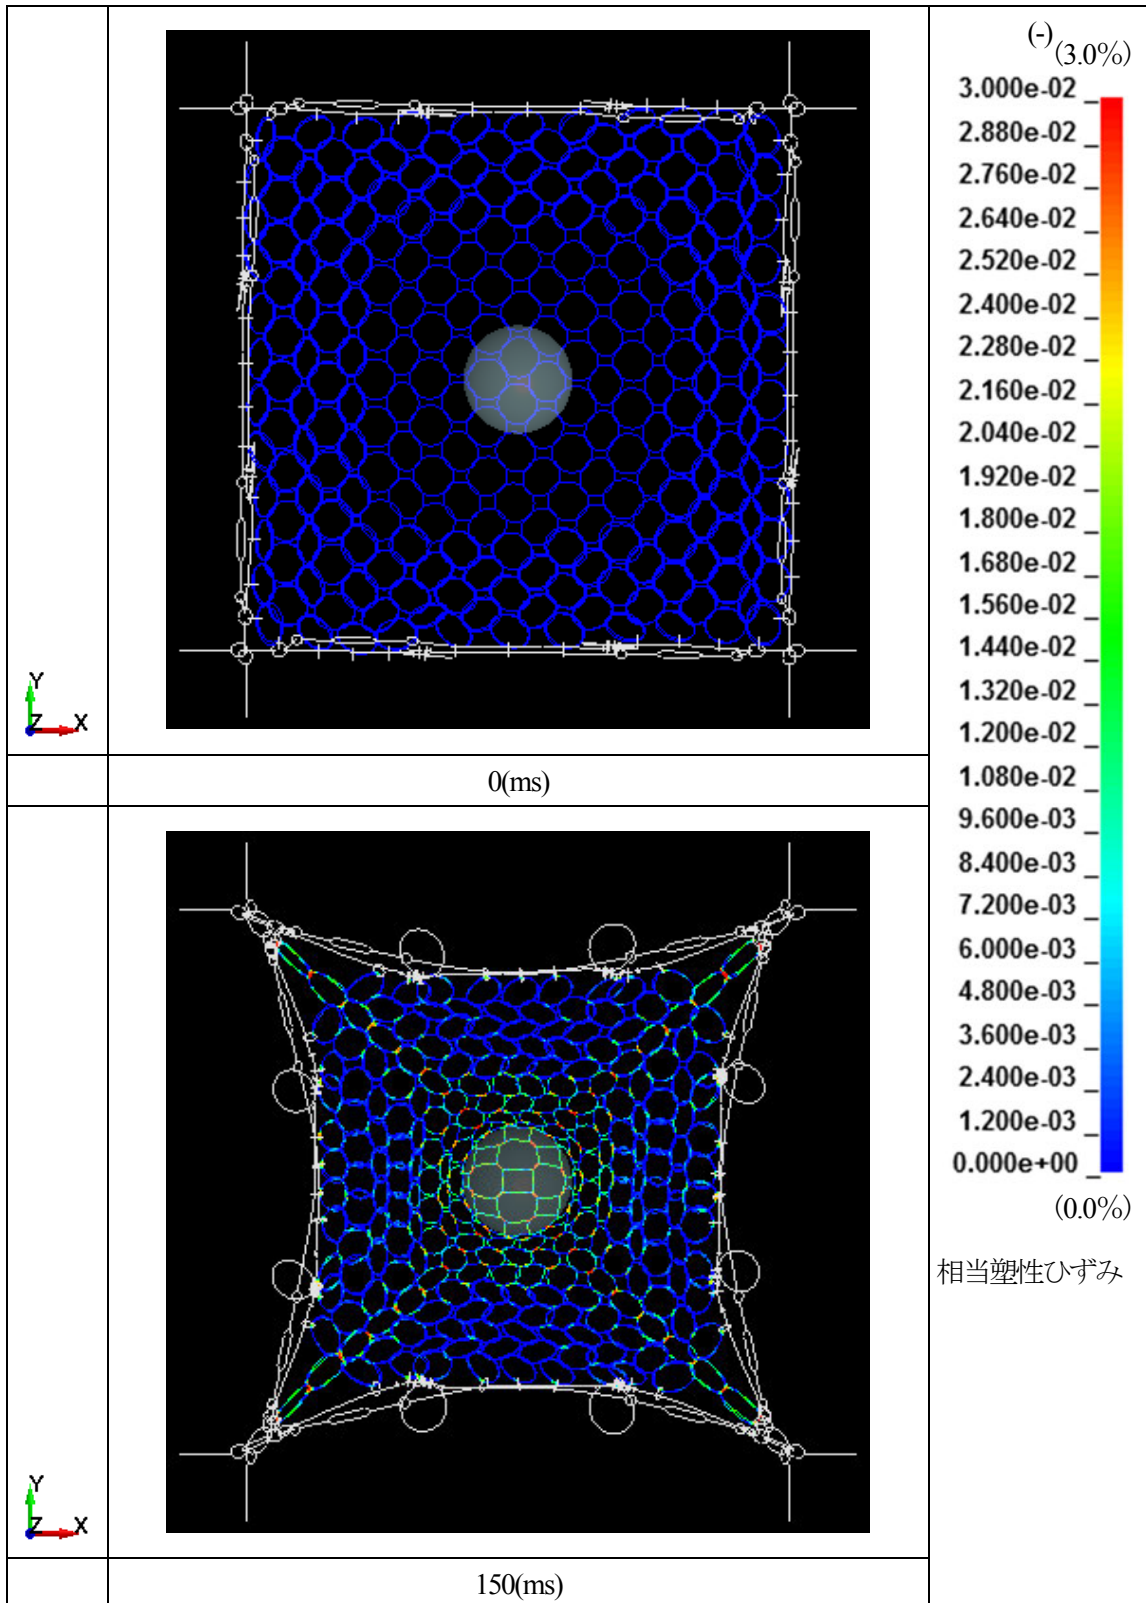 Y
Z X
0(ms)
Y
Z X
150(ms)
(-)(3.0%)
3.000e-02
2.880e-02
2.760e-02
2.640e-02
2.520e-02
2.400e-02
2.280e-02
2.160e-02
2.040e-02
1.920e-02
1.800e-02
1.680e-02
1.560e-02
1.440e-02
1.320e-02
1.200e-02
1.080e-02
9.600e-03
8.400e-03
7.200e-03
6.000e-03
4.800e-03
3.600e-03
2.400e-03
1.200e-03
0.000e+00
(0.0%)
相当塑性ひずみ